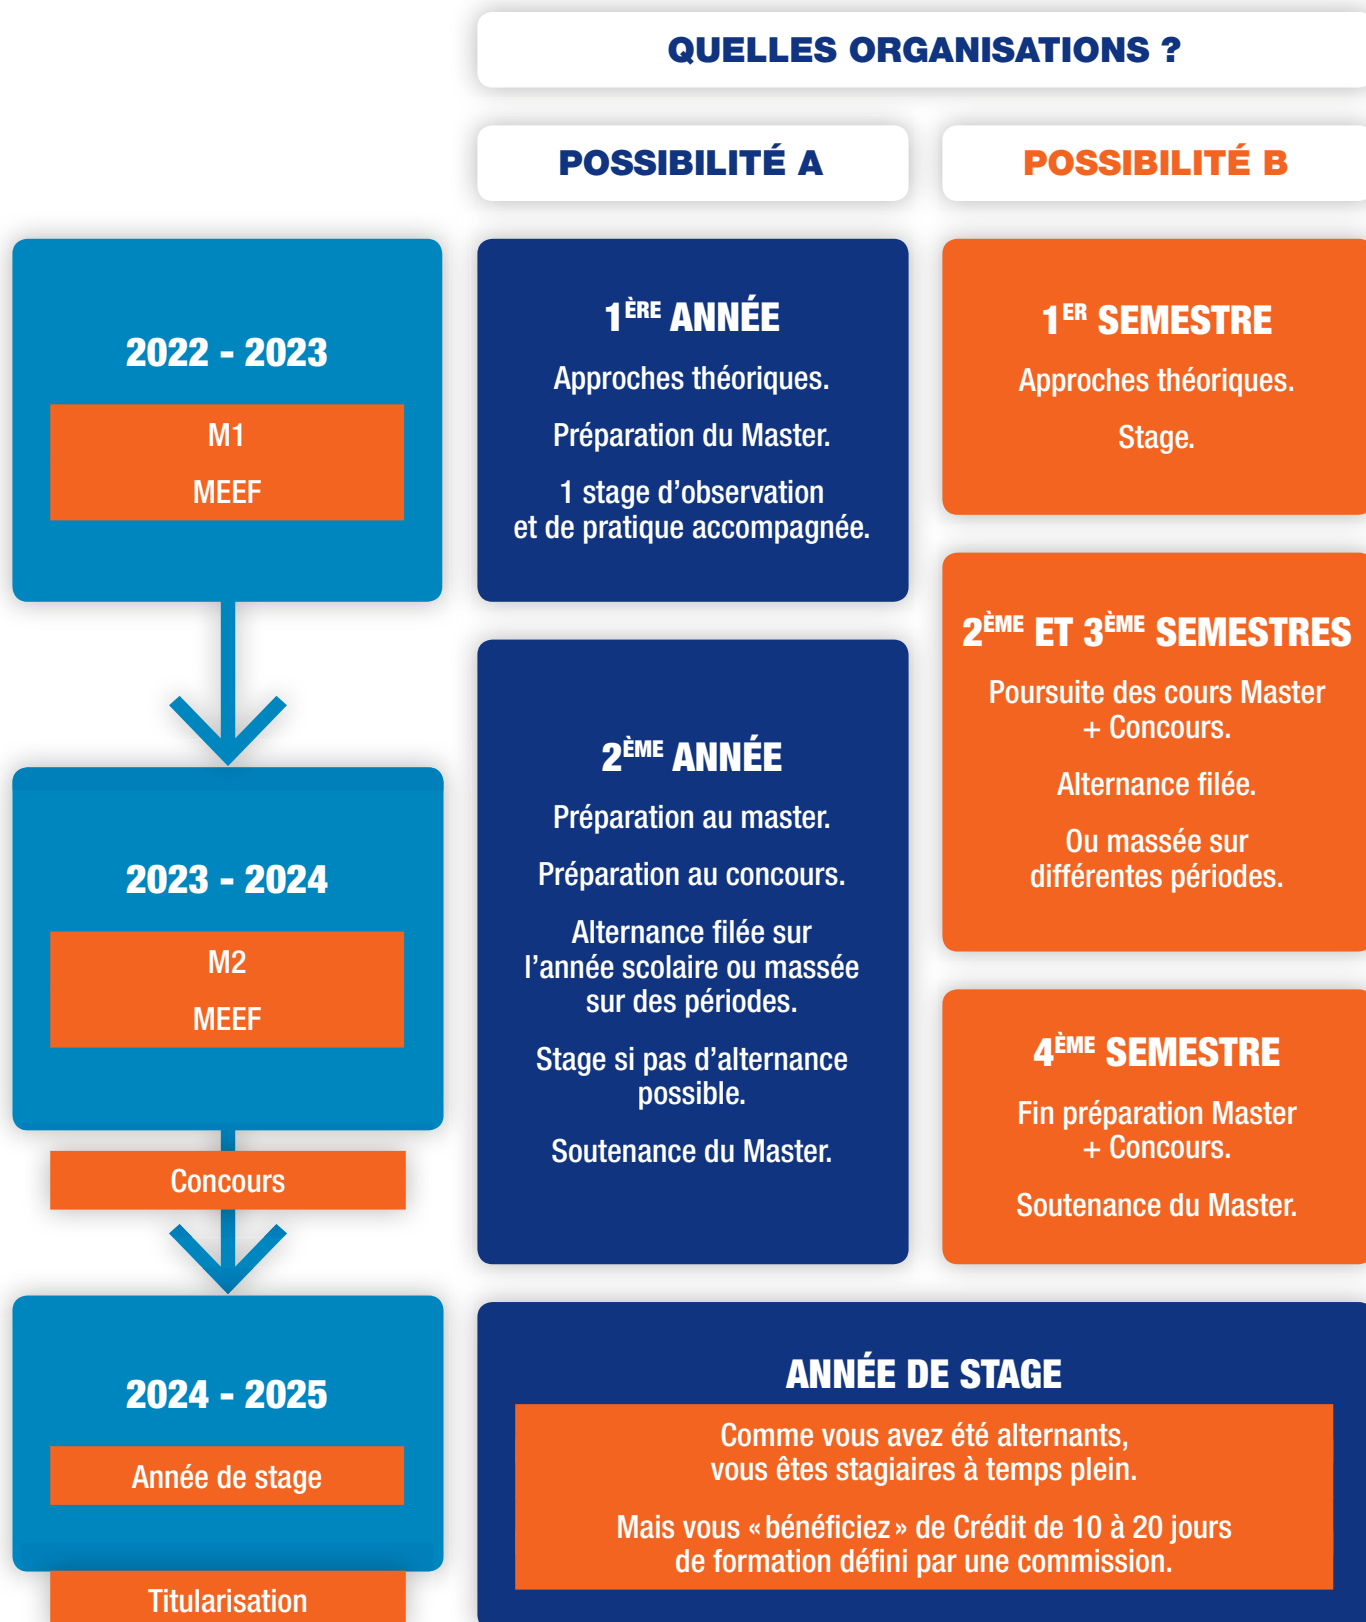 QUELLES ORGANISATIONS ?
POSSIBILITÉ A
POSSIBILITÉ B
2022 - 2023
M1
MEEF
1ÈRE ANNÉE
Approches théoriques.
Préparation du Master.
1 stage d’observation
et de pratique accompagnée.
1ER SEMESTRE
Approches théoriques.
Stage.
2ÈME ET 3ÈME SEMESTRES
Poursuite des cours Master
+ Concours.
Alternance filée.
Ou massée sur
différentes périodes.
2ÈME ANNÉE
Préparation au master.
Préparation au concours.
Alternance filée sur
l’année scolaire ou massée
sur des périodes.
Stage si pas d’alternance
possible.
Soutenance du Master.
2023 - 2024
M2
MEEF
Concours
4ÈME SEMESTRE
Fin préparation Master
+ Concours.
Soutenance du Master.
2024 - 2025
Année de stage
Titularisation
ANNÉE DE STAGE
Comme vous avez été alternants,
vous êtes stagiaires à temps plein.
Mais vous « bénéficiez » de Crédit de 10 à 20 jours
de formation défini par une commission.